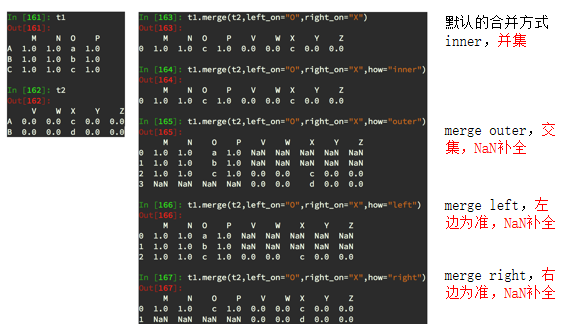 In [161]: t1
Out[161]:
M N O P
A 1.0 1.0 a 1.0
B 1.0 1.0 b 1.0
C 1.0 1.0 c 1.0
In [162]: t2
Out[162]:
V W X Y Z
A 0.0 0.0 c 0.0 0.0
B 0.0 0.0 d 0.0 0.0
In [163]: t1.merge(t2,left_on="O",right_on="X")
Out[163]:
M N O P V W X Y Z
0 1.0 1.0 c 1.0 0.0 0.0 c 0.0 0.0
In [164]: t1.merge(t2,left_on="O",right_on="X",how="inner")
Out[164]:
M N O P V W X Y Z
0 1.0 1.0 c 1.0 0.0 0.0 c 0.0 0.0
In [165]: t1.merge(t2,left_on="O",right_on="X",how="outer")
Out[165]:
M N O P V W X Y Z
0 1.0 1.0 a 1.0 NaN NaN NaN NaN NaN
1 1.0 1.0 b 1.0 NaN NaN NaN NaN NaN
2 1.0 1.0 c 1.0 0.0 0.0 c 0.0 0.0
3 NaN NaN NaN NaN 0.0 0.0 d 0.0 0.0
In [166]: t1.merge(t2,left_on="O",right_on="X",how="left")
Out[166]:
M N O P V W X Y Z
0 1.0 1.0 a 1.0 NaN NaN NaN NaN NaN
1 1.0 1.0 b 1.0 NaN NaN NaN NaN NaN
2 1.0 1.0 c 1.0 0.0 0.0 c 0.0 0.0
In [167]: t1.merge(t2,left_on="O",right_on="X",how="right")
Out[167]:
M N O P V W X Y Z
0 1.0 1.0 c 1.0 0.0 0.0 c 0.0 0.0
1 NaN NaN NaN NaN 0.0 0.0 d 0.0 0.0
默认的合并方式
inner，并集
merge outer，交
集，NaN补全
merge left，左
边为准，NaN补全
merge right，右
边为准，NaN补全